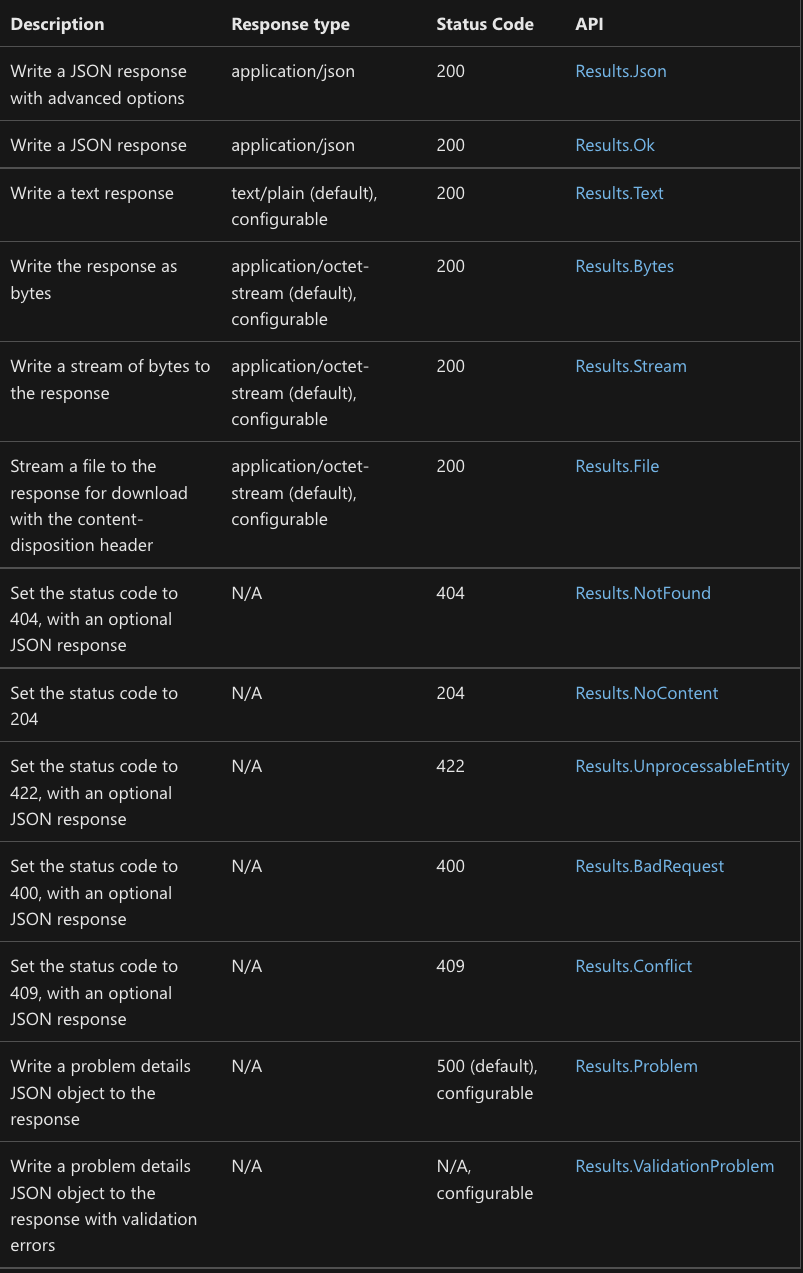 Description Response type Status Code API
Write a JSON response application/json 200 Results.Json
with advanced options
Write a JSON response application/json 200 Results.Ok
Write a text response text/plain (default), 200 Results.Text
configurable
Write the response as application/octet- 200 Results.Bytes
bytes stream (default),
configurable
Write a stream of bytes to application/octet- 200 Results.Stream
the response stream (default),
configurable
Stream a file to the application/octet- 200 Results.File
response for download stream (default),
with the content- configurable
disposition header
Set the status code to N/A 404 Results.NotFound
404, with an optional
JSON response
Set the status code to N/A 204 Results.NoContent
204
Set the status code to N/A 422 Results.UnprocessableEntity
422, with an optional
JSON response
Set the status code to N/A 400 Results.BadRequest
400, with an optional
JSON response
Set the status code to N/A 409 Results.Conflict
409, with an optional
JSON response
Write a problem details N/A 500 (default), Results.Problem
JSON object to the configurable
response
Write a problem details N/A N/A, Results.ValidationProblem
JSON object to the configurable
response with validation
errors